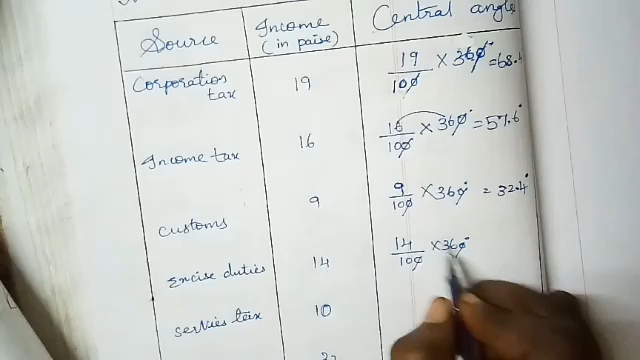 Source Income (in paise) Central angle
Corporation tax 19 19/100 × 360° = 68.4
Income tax 16 16/100 × 360° = 57.6°
Customs 9 9/100 × 360° = 32.4°
Excise duties 14 14/100 × 360°
Servies tax 10